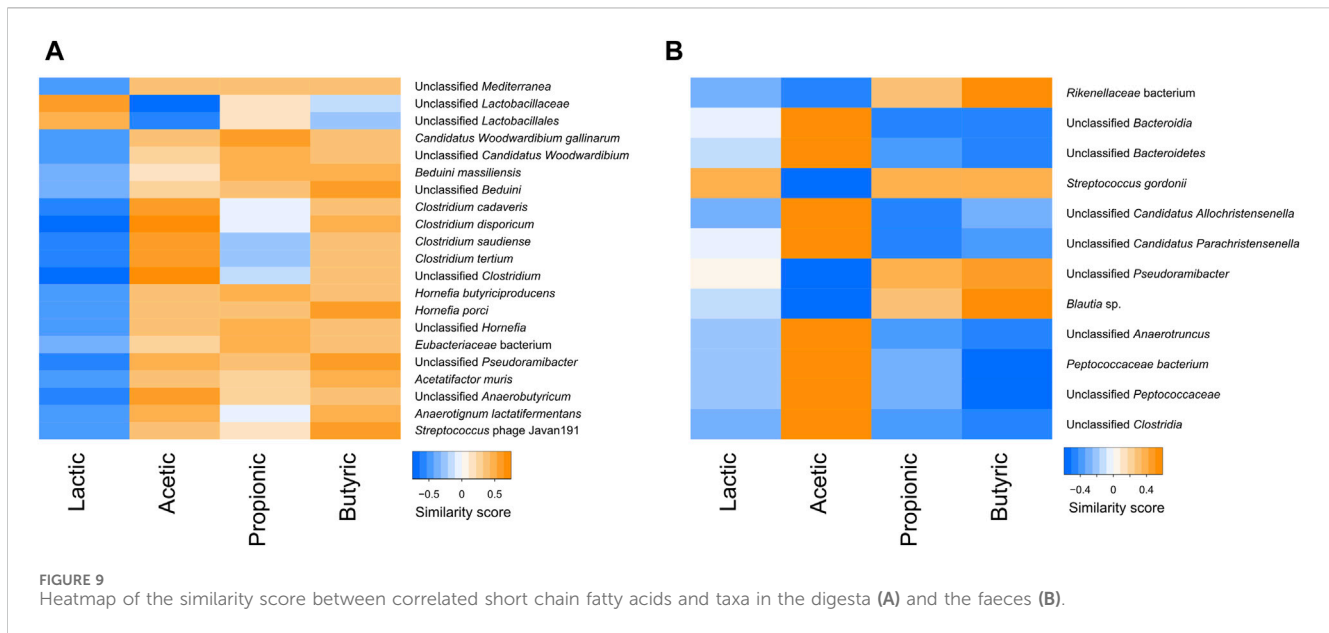 A
Unclassified Mediterranea
Unclassified Lactobacillaceae
Unclassified Lactobacillales
Candidatus Woodwardibium gallinarum
Unclassified Candidatus Woodwardibium
Beduini massiliensis
Unclassified Beduini
Clostridium cadaveris
Clostridium disporicum
Clostridium saudiense
Clostridium tertium
Unclassified Clostridium
Hornefia butyriciproducens
Hornefia porci
Unclassified Hornefia
Eubacteriaceae bacterium
Unclassified Pseudoramibacter
Acetatifactor muris
Unclassified Anaerobutyricum
Anaerotignum lactatifermentans
Streptococcus phage Javan191
Lactic
Acetic
Propionic
Butyric
−0.5 0 0.5
Similarity score
B
Rikenellaceae bacterium
Unclassified Bacteroidia
Unclassified Bacteroidetes
Streptococcus gordonii
Unclassified Candidatus Allochristensenella
Unclassified Candidatus Parachristensenella
Unclassified Pseudoramibacter
Blautia sp.
Unclassified Anaerotruncus
Peptococcaceae bacterium
Unclassified Peptococcaceae
Unclassified Clostridia
Lactic
Acetic
Propionic
Butyric
−0.4 0 0.4
Similarity score
FIGURE 9
Heatmap of the similarity score between correlated short chain fatty acids and taxa in the digesta (A) and the faeces (B).